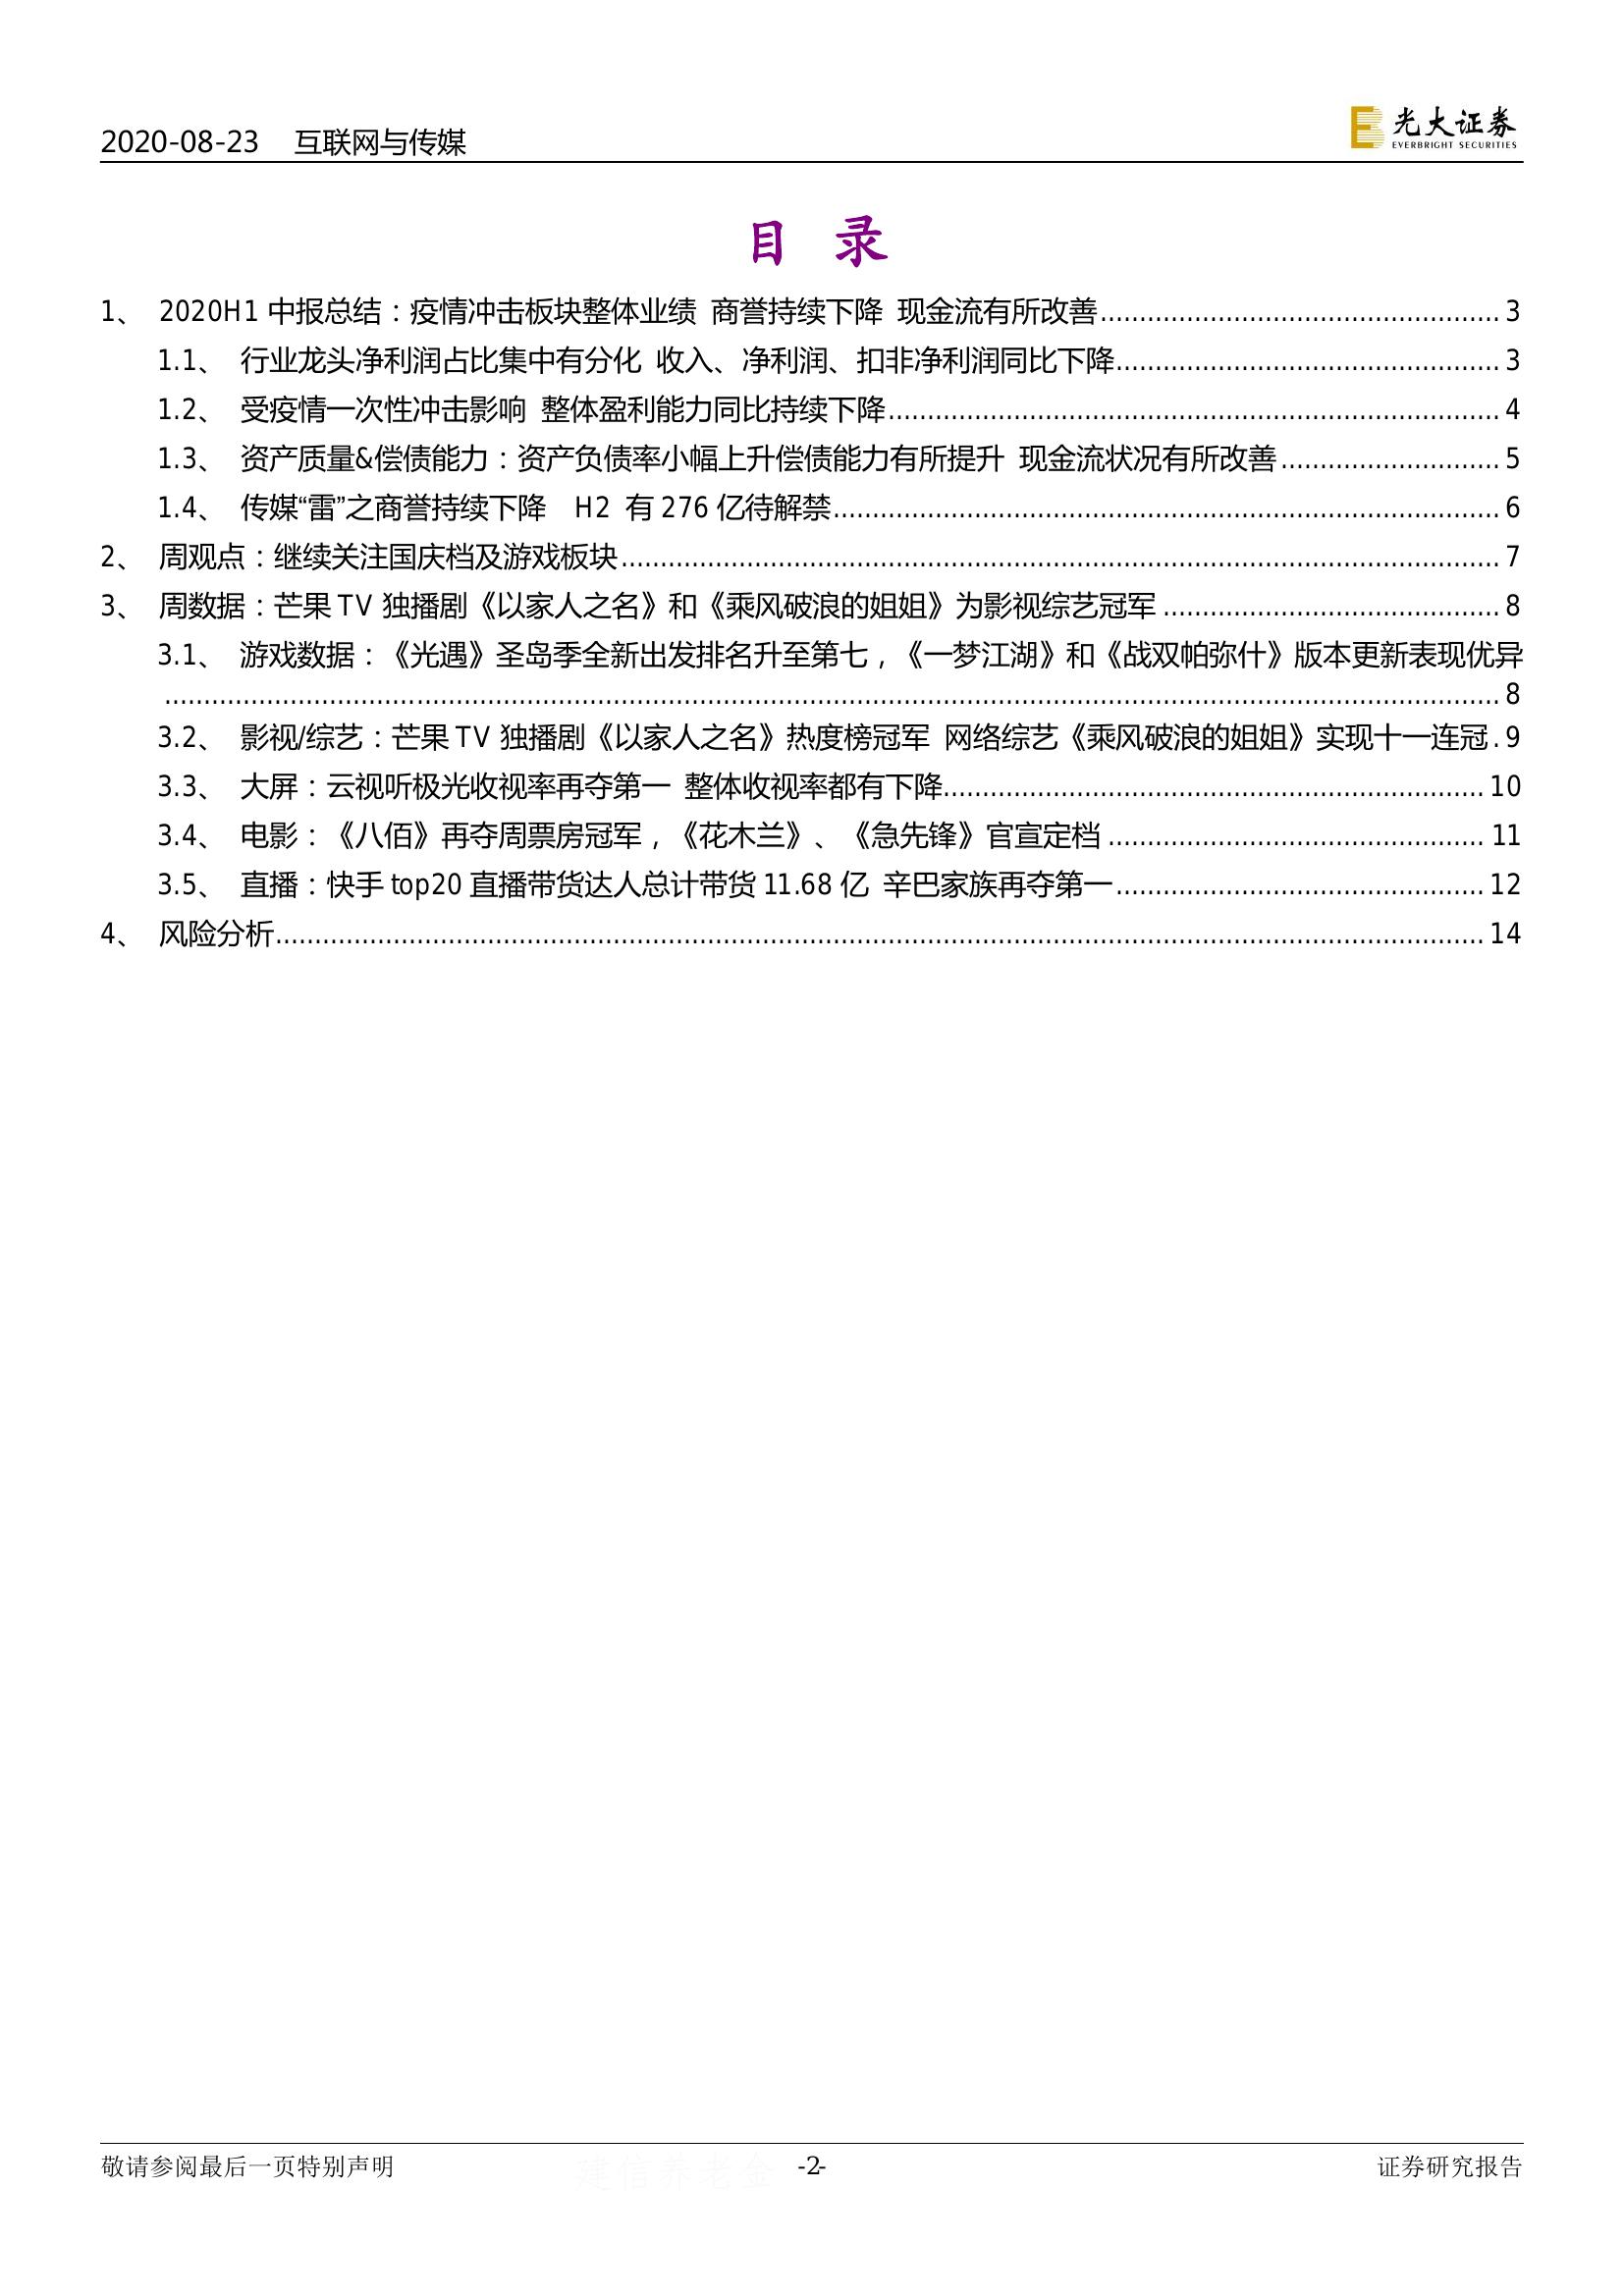 2020-08-23 互联网与传媒
光大证券
EVERBRIGHT SECURITIES
目 录
1、 2020H1 中报总结：疫情冲击板块整体业绩 商誉持续下降 现金流有所改善 3
1.1、 行业龙头净利润占比集中有分化 收入、净利润、扣非净利润同比下降 3
1.2、 受疫情一次性冲击影响 整体盈利能力同比持续下降 4
1.3、 资产质量&偿债能力：资产负债率小幅上升偿债能力有所提升 现金流状况有所改善 5
1.4、 传媒“雷”之商誉持续下降 H2 有 276 亿待解禁 6
2、 周观点：继续关注国庆档及游戏板块 7
3、 周数据：芒果 TV 独播剧《以家人之名》和《乘风破浪的姐姐》为影视综艺冠军 8
3.1、 游戏数据：《光遇》圣岛季全新出发排名升至第七，《一梦江湖》和《战双帕弥什》版本更新表现优异
8
3.2、 影视/综艺：芒果 TV 独播剧《以家人之名》热度榜冠军 网络综艺《乘风破浪的姐姐》实现十一连冠 . 9
3.3、 大屏：云视听极光收视率再夺第一 整体收视率都有下降 10
3.4、 电影：《八佰》再夺周票房冠军，《花木兰》、《急先锋》官宣定档 11
3.5、 直播：快手 top20 直播带货达人总计带货 11.68 亿 辛巴家族再夺第一 12
4、 风险分析 14
建信养老金
敬请参阅最后一页特别声明 -2- 证券研究报告